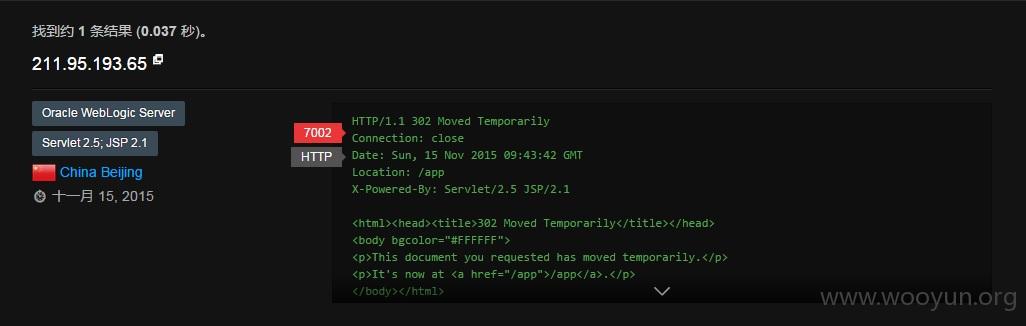 找到约 1 条结果 (0.037 秒)。
211.95.193.65
Oracle WebLogic Server
Servlet 2.5; JSP 2.1
China Beijing
十一月 15, 2015
7002
HTTP
HTTP/1.1 302 Moved Temporarily
Connection: close
Date: Sun, 15 Nov 2015 09:43:42 GMT
Location: /app
X-Powered-By: Servlet/2.5 JSP/2.1
<html><head><title>302 Moved Temporarily</title></head>
<body bgcolor="#FFFFFF">
<p>This document you requested has moved temporarily.</p>
<p>It's now at <a href="/app">/app</a>.</p>
</body></html>
www.wooyun.org